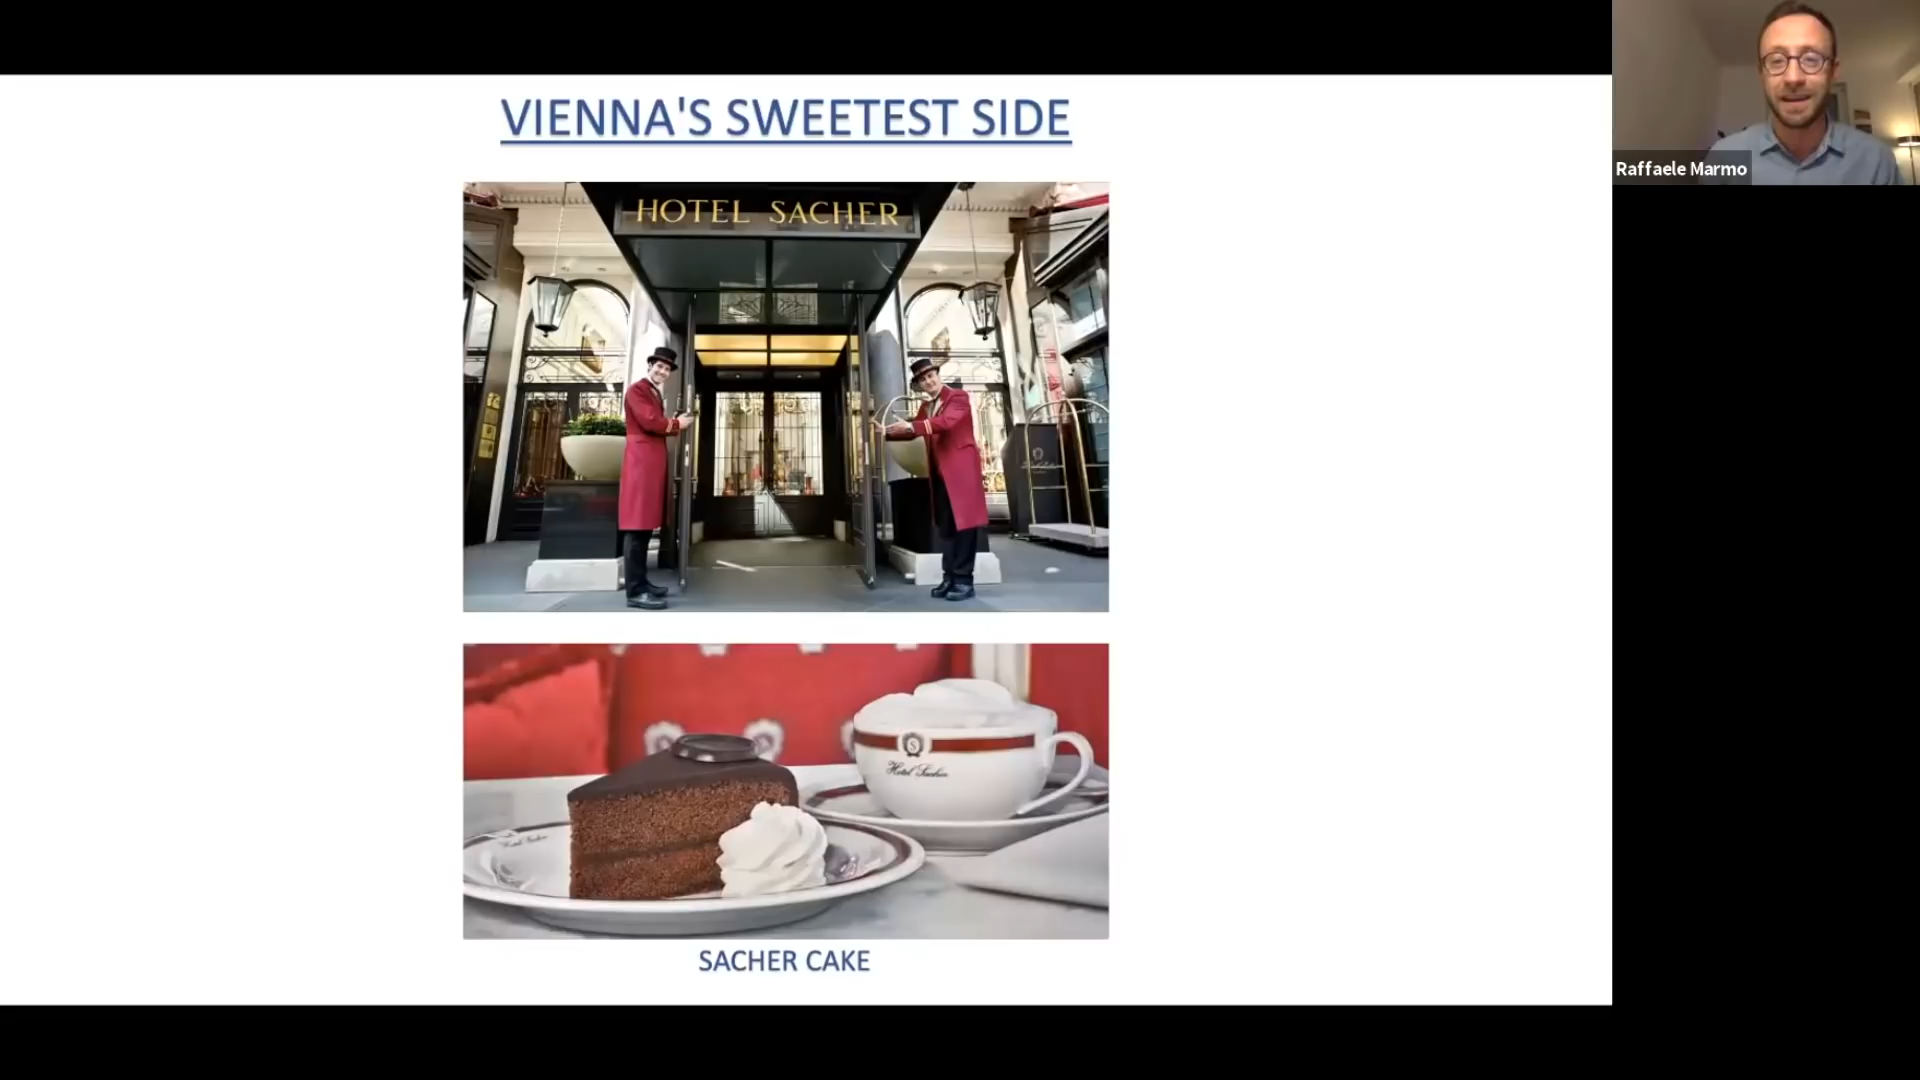 VIENNA'S SWEETEST SIDE
Raffaele Marmo
HOTEL SACHER
S
Hotel Sacher
SACHER CAKE